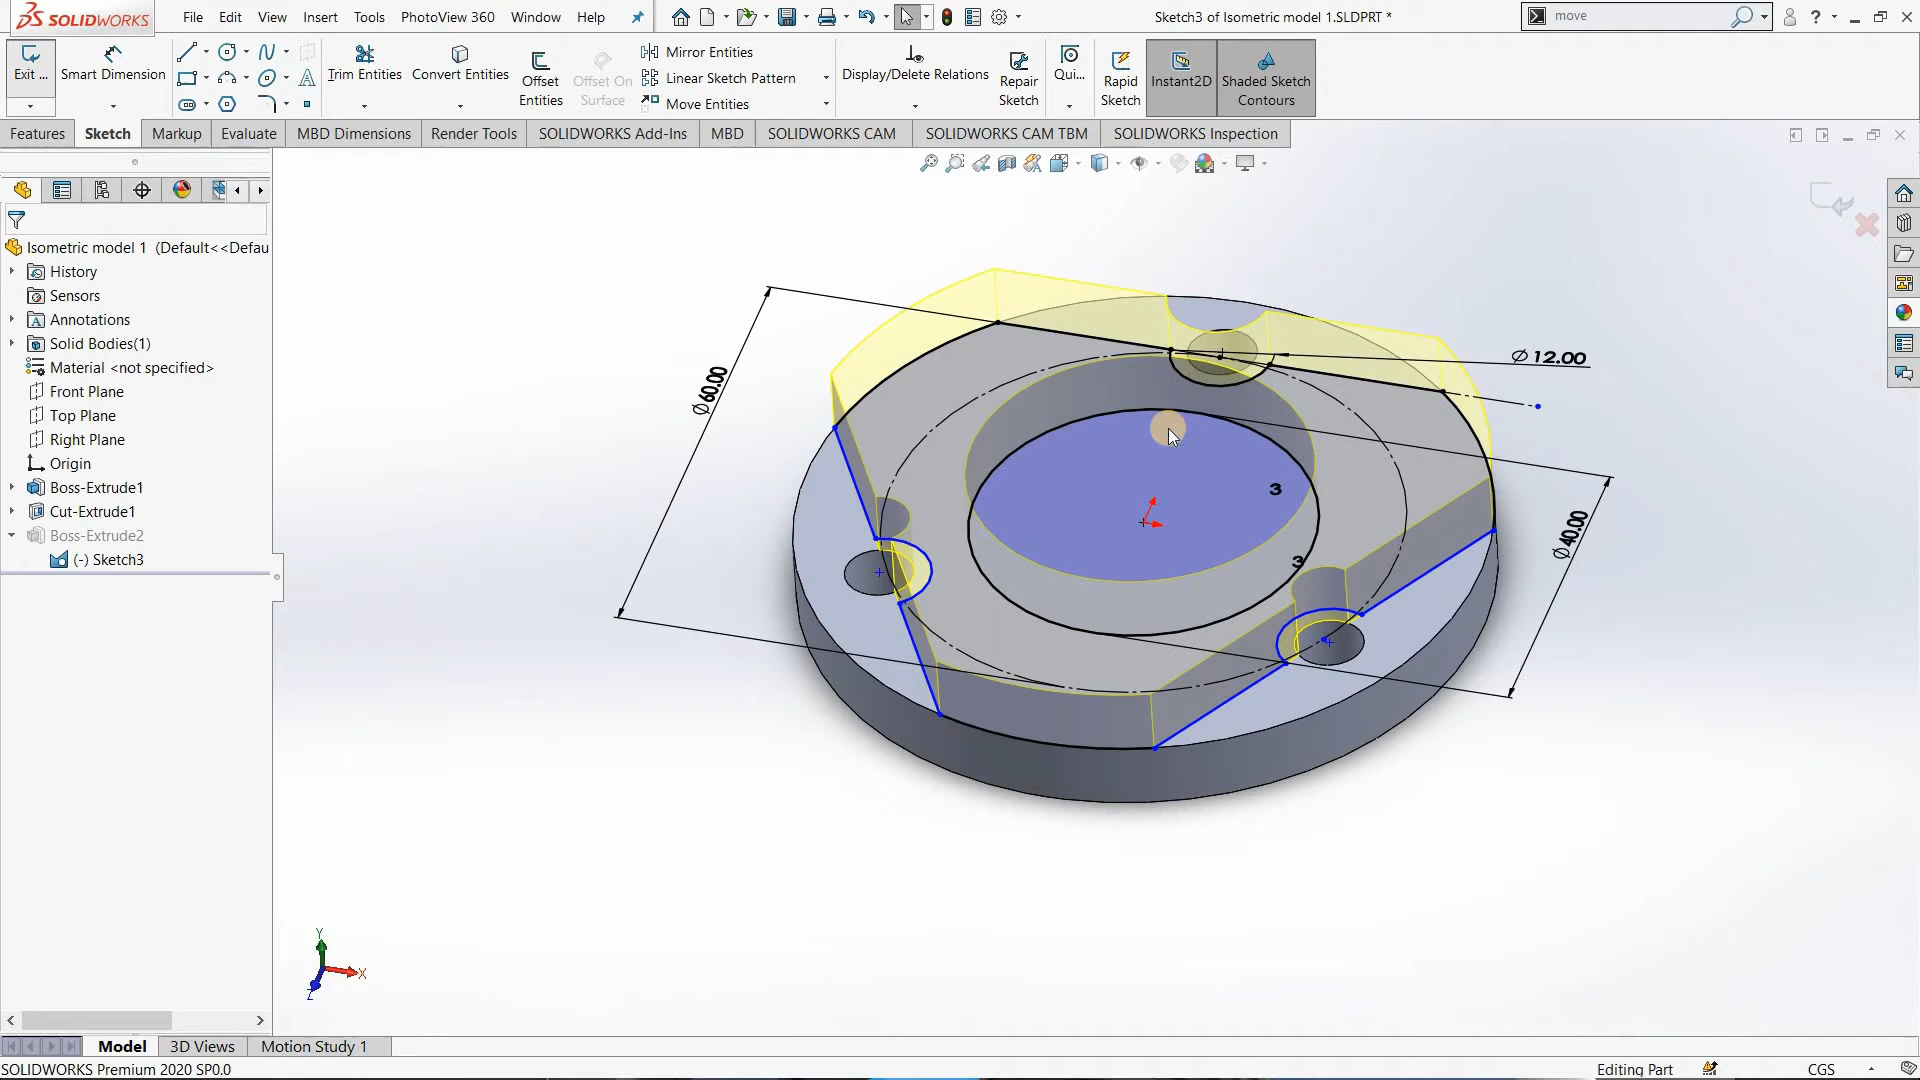 SOLIDWORKS
File Edit View Insert Tools PhotoView 360 Window Help
Sketch3 of Isometric model 1.SLDPRT *
move
Exit ...
Smart Dimension
Trim Entities
Convert Entities
Offset Entities
Offset On Surface
Mirror Entities
Linear Sketch Pattern
Move Entities
Display/Delete Relations
Repair Sketch
Qui...
Rapid Sketch
Instant2D
Shaded Sketch Contours
Features Sketch Markup Evaluate MBD Dimensions Render Tools SOLIDWORKS Add-Ins MBD SOLIDWORKS CAM SOLIDWORKS CAM TBM SOLIDWORKS Inspection
Isometric model 1 (Default<<Defau
History
Sensors
Annotations
Solid Bodies(1)
Material <not specified>
Front Plane
Top Plane
Right Plane
Origin
Boss-Extrude1
Cut-Extrude1
Boss-Extrude2
(-) Sketch3
∅60.00
∅12.00
3
3
∅40.00
Y
X
Z
Model 3D Views Motion Study 1
SOLIDWORKS Premium 2020 SP0.0
Editing Part
CGS